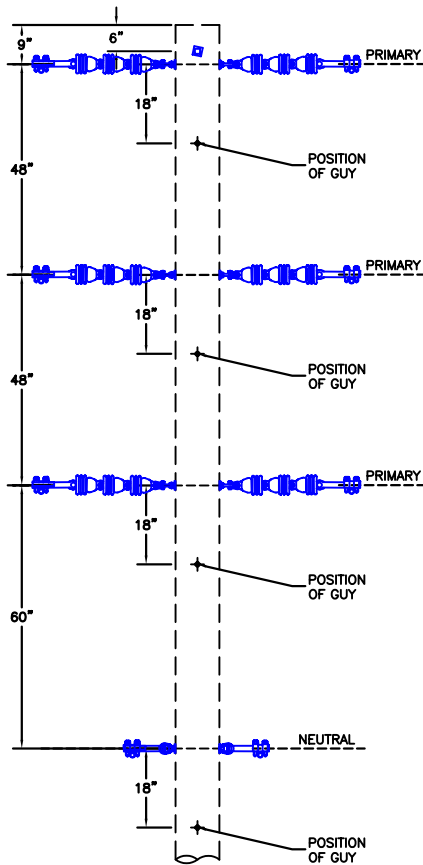 6"
9"
PRIMARY
18"
POSITION
OF GUY
48"
PRIMARY
18"
POSITION
OF GUY
48"
PRIMARY
18"
POSITION
OF GUY
60"
NEUTRAL
18"
POSITION
OF GUY